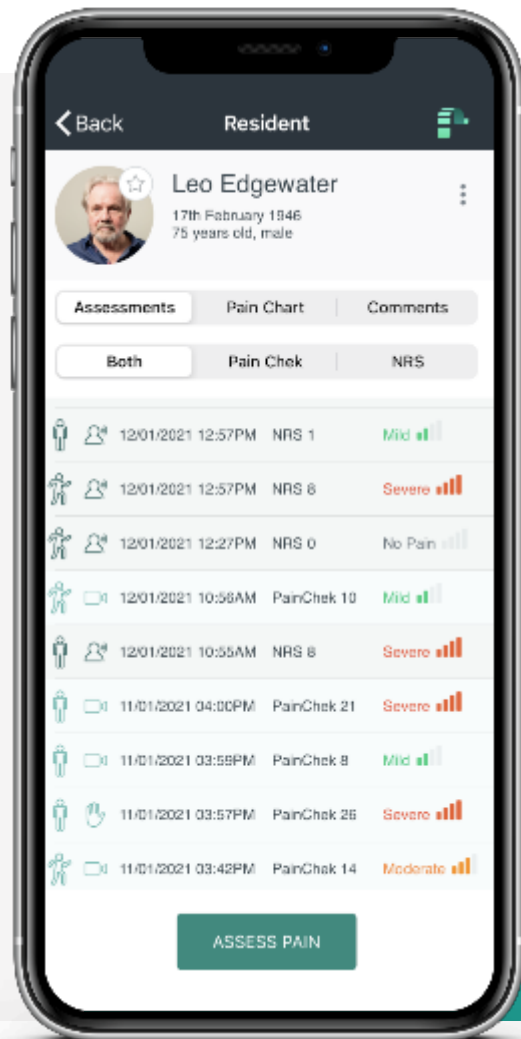 Back Resident
Leo Edgewater
17th February 1946
75 years old, male
Assessments Pain Chart Comments
Both Pain Chek NRS
12/01/2021 12:57PM NRS 1 Mild
12/01/2021 12:57PM NRS 8 Severe
12/01/2021 12:27PM NRS 0 No Pain
12/01/2021 10:56AM PainChek 10 Mild
12/01/2021 10:55AM NRS 8 Severe
11/01/2021 04:00PM PainChek 21 Severe
11/01/2021 03:59PM PainChek 8 Mild
11/01/2021 03:57PM PainChek 26 Severe
11/01/2021 03:42PM PainChek 14 Moderate
ASSESS PAIN